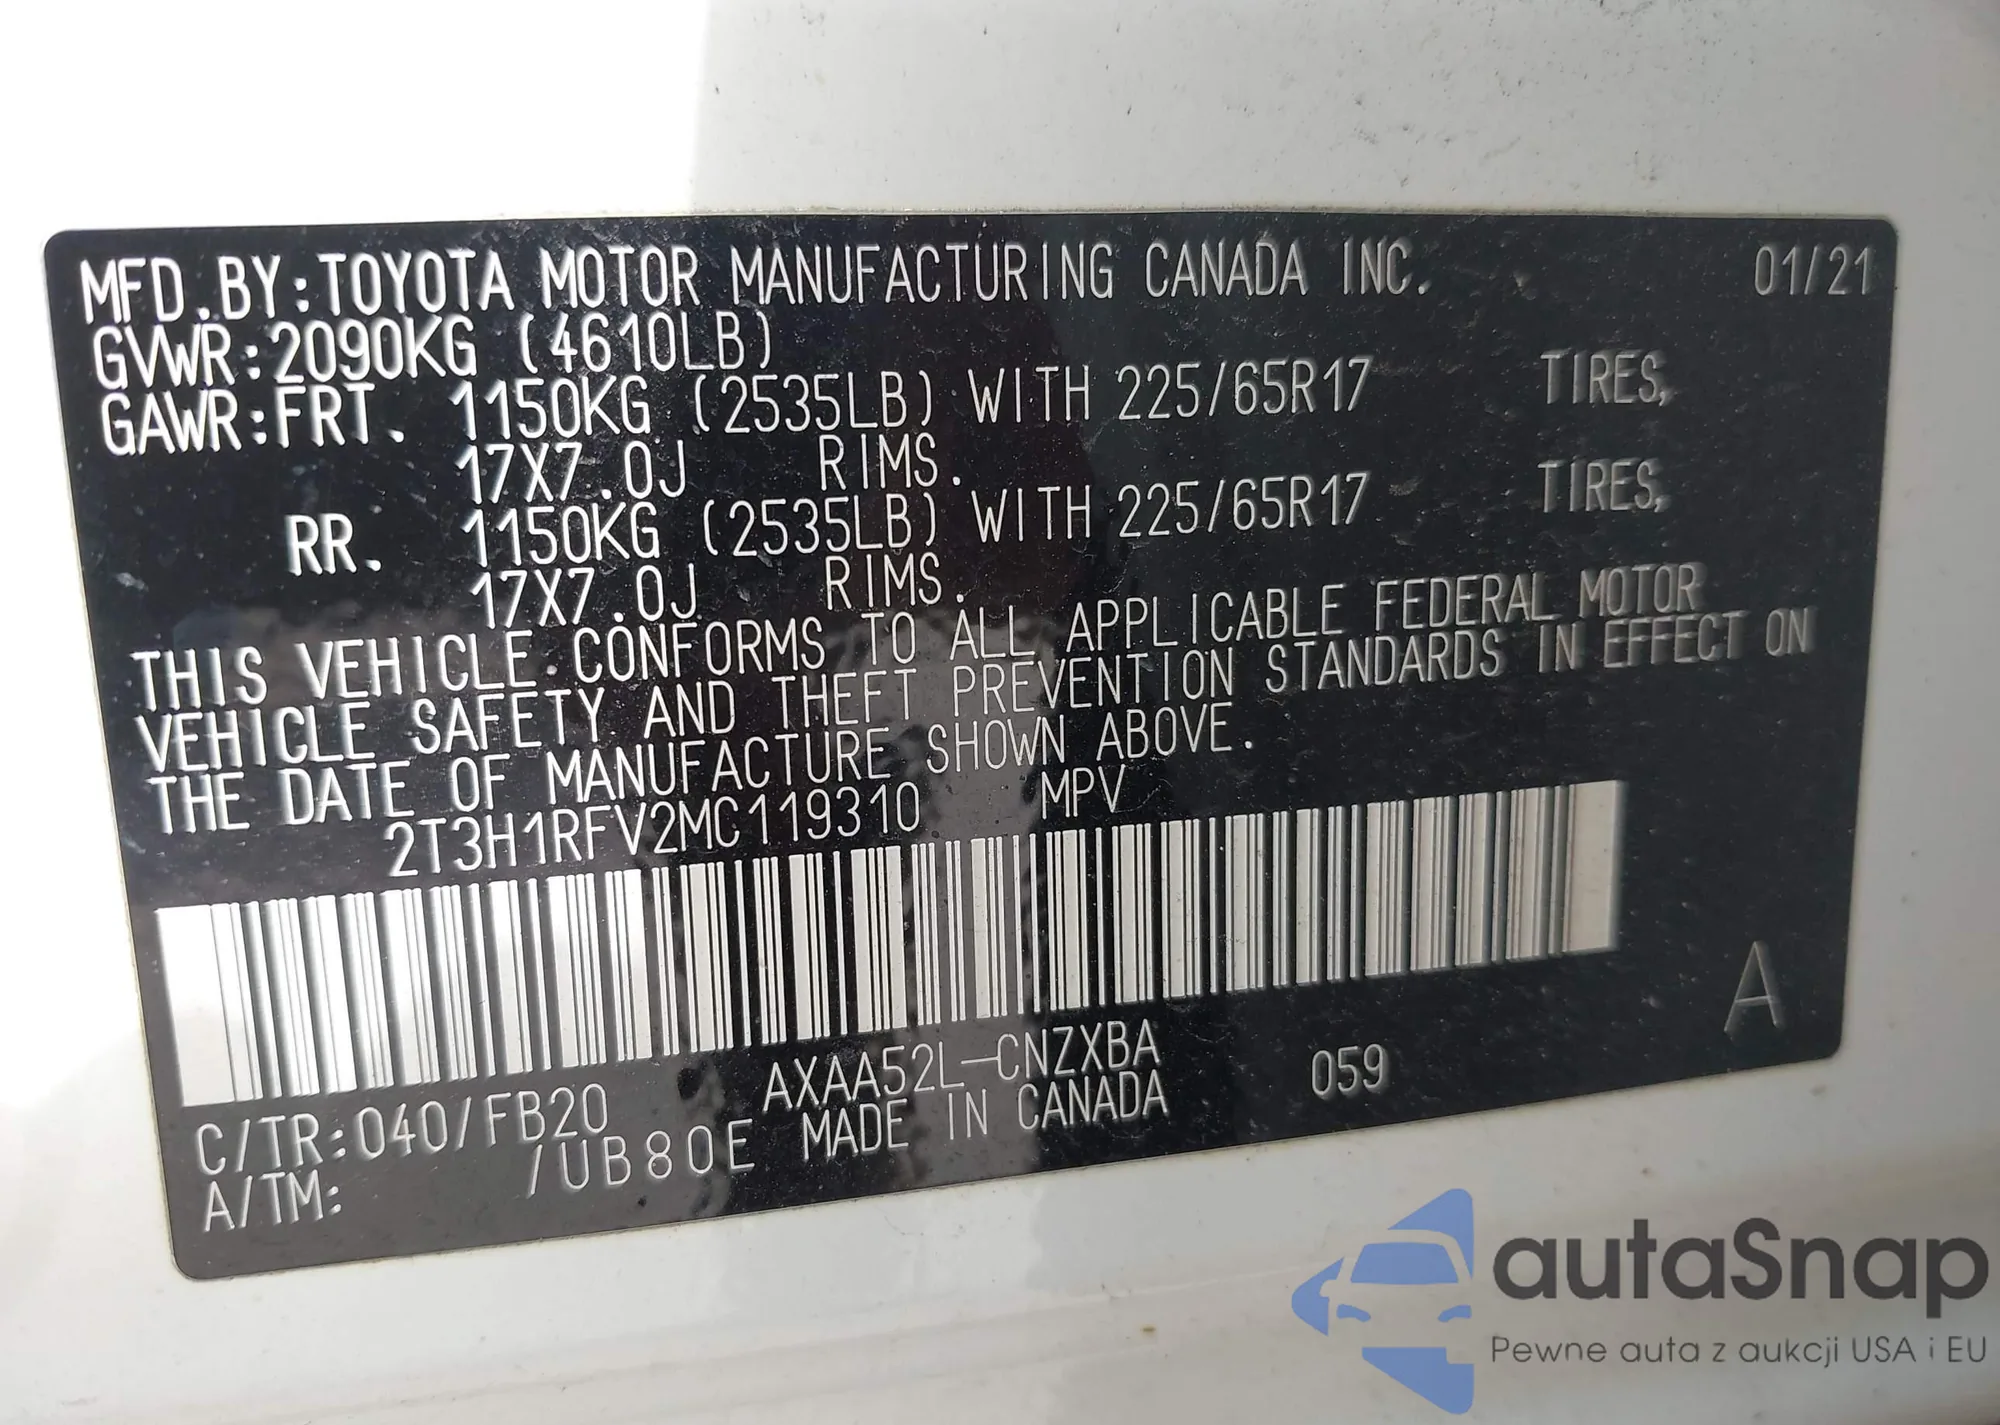 MFD.BY:TOYOTA MOTOR MANUFACTURING CANADA INC. 01/21
GVWR:2090KG (4610LB)
GAWR:FRT. 1150KG (2535LB) WITH 225/65R17 TIRES,
17X7.0J RIMS.
RR. 1150KG (2535LB) WITH 225/65R17 TIRES,
17X7.0J RIMS.
THIS VEHICLE CONFORMS TO ALL APPLICABLE FEDERAL MOTOR
VEHICLE SAFETY AND THEFT PREVENTION STANDARDS IN EFFECT ON
THE DATE OF MANUFACTURE SHOWN ABOVE.
2T3H1RFV2MC119310 MPV
A
C/TR:040/FB20 AXAA52L-CNZXBA 059
A/TM: /UB80E MADE IN CANADA
autaSnap
Pewne auta z aukcji USA i EU